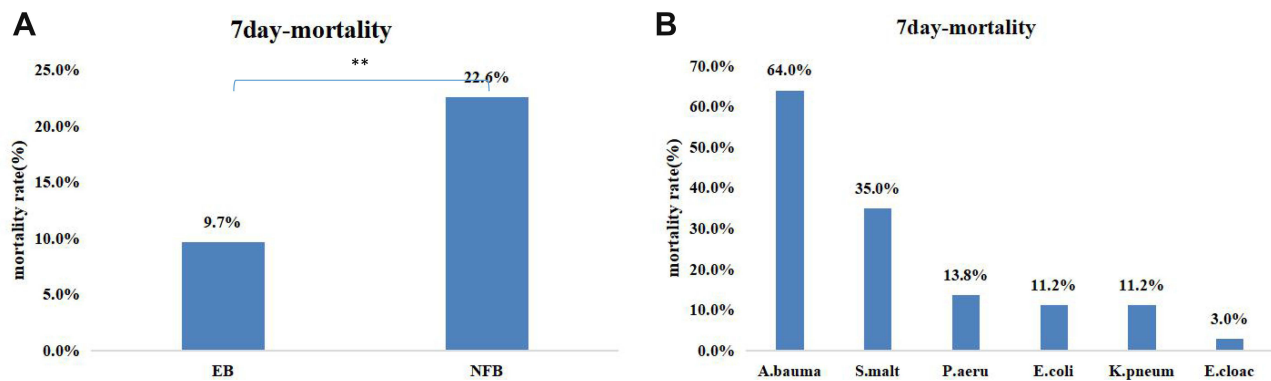 A
7day-mortality
**
25.0%
20.0%
15.0%
10.0%
5.0%
0.0%
mortality rate(%)
9.7%
22.6%
EB
NFB
B
7day-mortality
70.0%
60.0%
50.0%
40.0%
30.0%
20.0%
10.0%
0.0%
mortality rate(%)
64.0%
35.0%
13.8%
11.2%
11.2%
3.0%
A.bauma
S.malt
P.aeru
E.coli
K.pneum
E.cloac